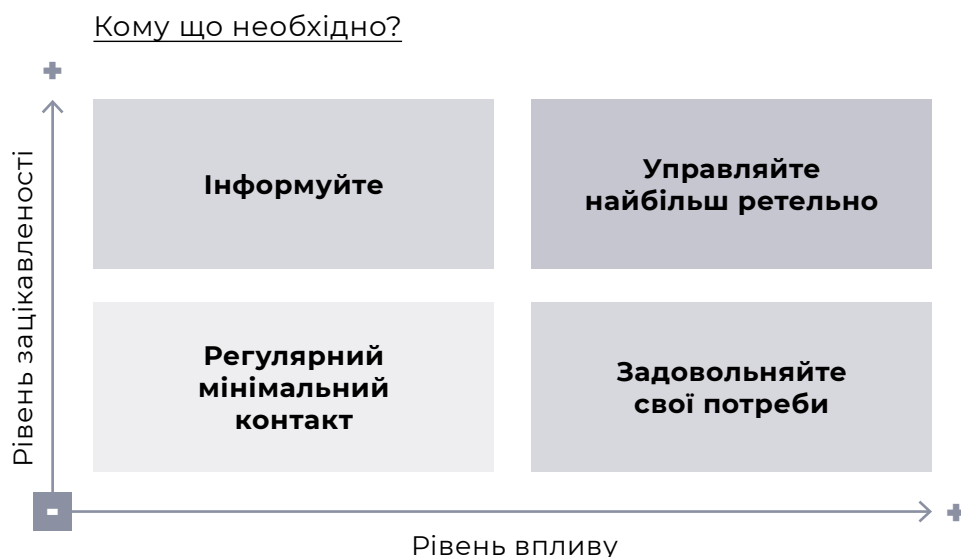 Кому що необхідно?
+
Рівень зацікавленості
Інформуйте
Управляйте
найбільш ретельно
Регулярний
мінімальний
контакт
Задовольняйте
свої потреби
-
+
Рівень впливу